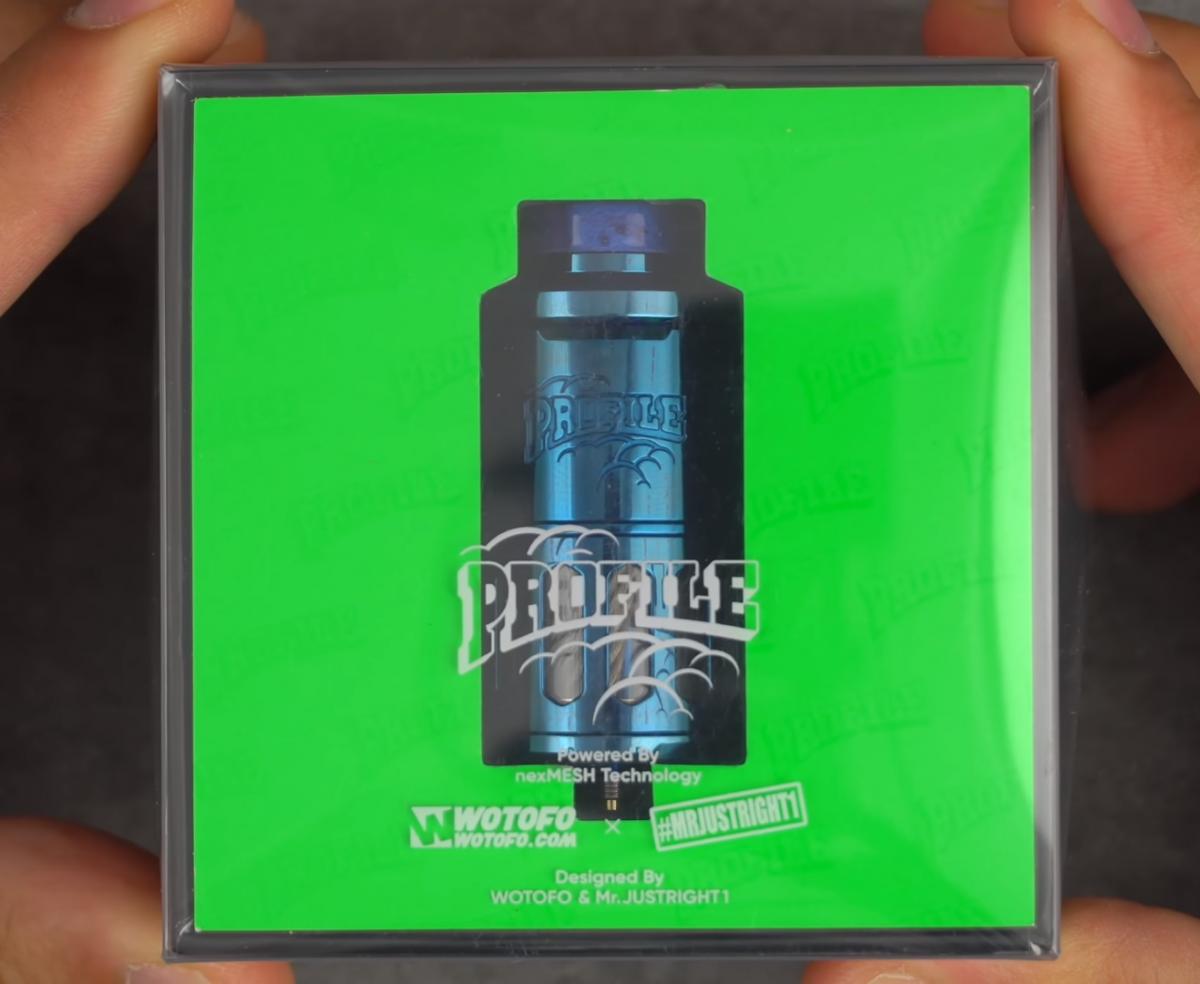 PROFILE
PROFILE
Powered By
nexMESH Technology
WOTOFO
WOTOFO.COM
×
#MRJUSTRIGHT1
Designed By
WOTOFO & Mr.JUSTRIGHT1